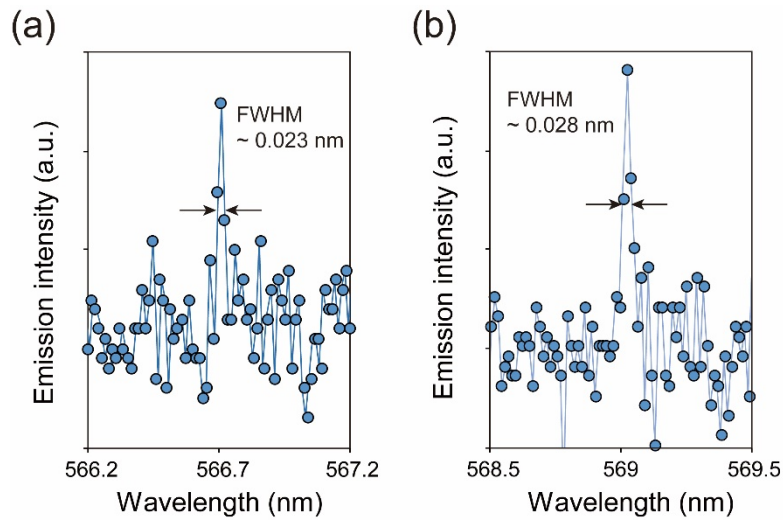 (a)
FWHM
~ 0.023 nm
Emission intensity (a.u.)
566.2
566.7
567.2
Wavelength (nm)
(b)
FWHM
~ 0.028 nm
Emission intensity (a.u.)
568.5
569
569.5
Wavelength (nm)